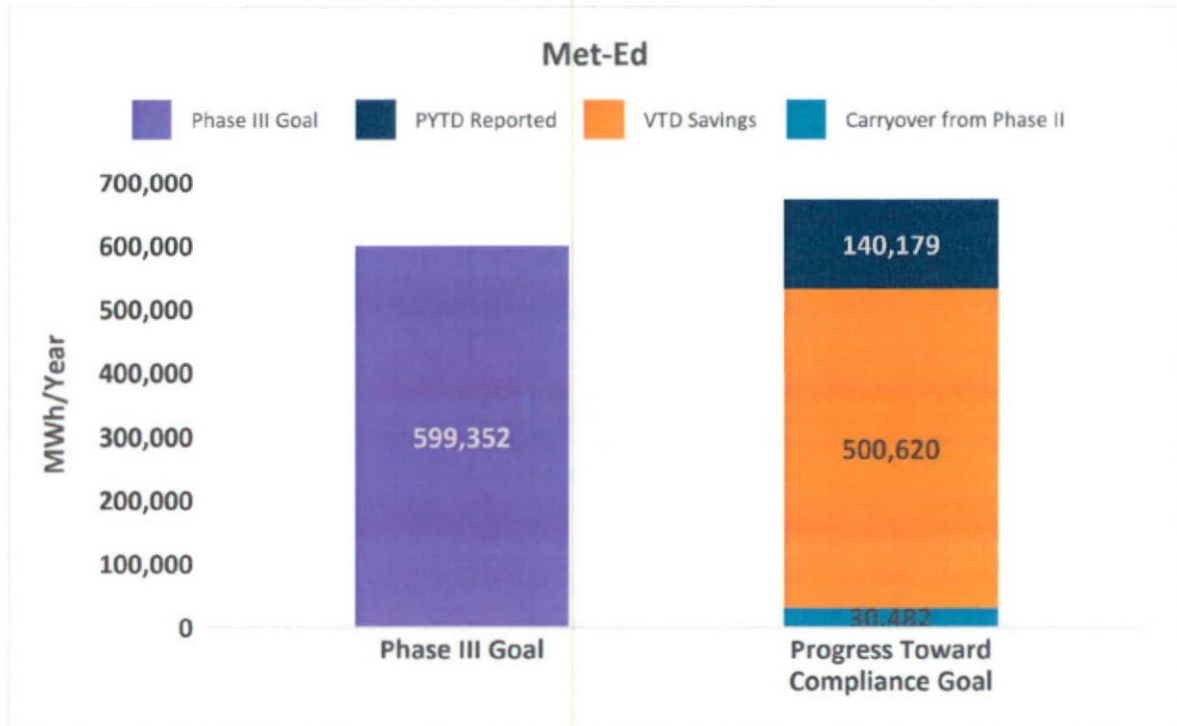 Met-Ed
Phase III Goal
PYTD Reported
VTD Savings
Carryover from Phase II
700,000
600,000
500,000
400,000
300,000
200,000
100,000
0
MWh/Year
599,352
140,179
500,620
30,482
Phase III Goal
Progress Toward
Compliance Goal